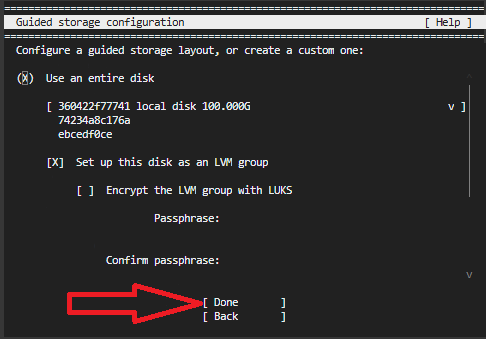 Guided storage configuration [ Help ]
Configure a guided storage layout, or create a custom one:
(X) Use an entire disk
[ 360422f77741 local disk 100.000G v ]
74234a8c176a
ebcedf0ce
[X] Set up this disk as an LVM group
[ ] Encrypt the LVM group with LUKS
Passphrase:
Confirm passphrase:
[ Done ]
[ Back ]